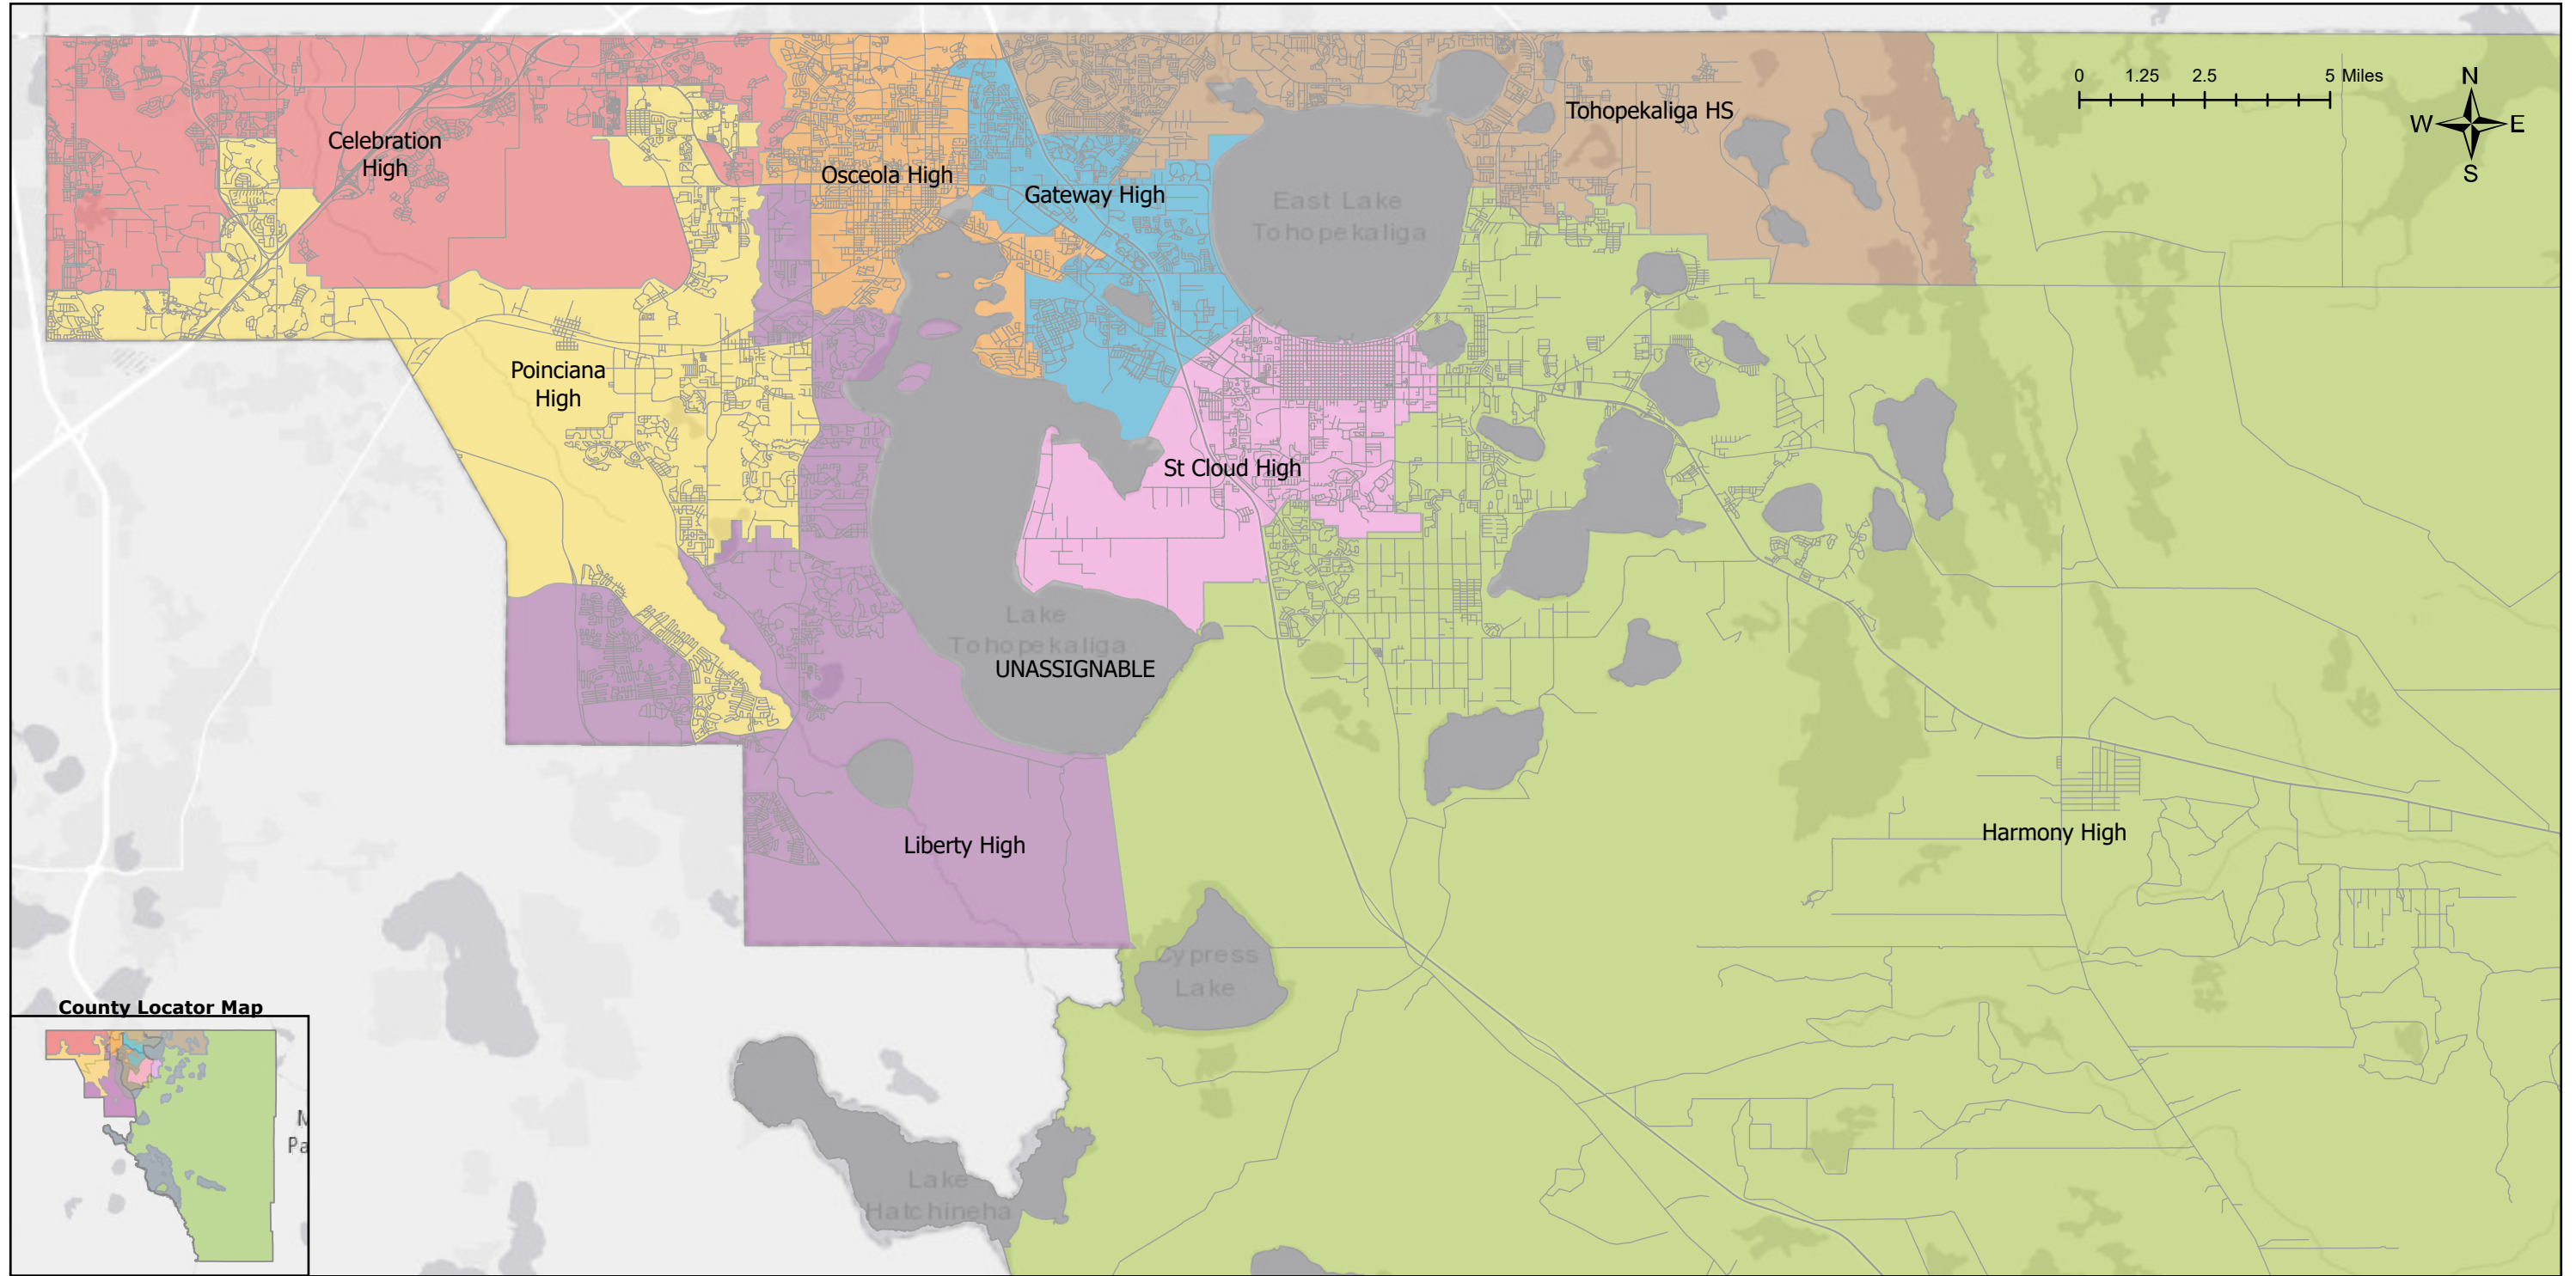 0 1.25 2.5 5 Miles
N
W E
S
Tohopekaliga HS
Celebration
High
Osceola High
Gateway High
East Lake
Tohopekaliga
Poinciana
High
St Cloud High
Lake
Tohopekaliga
UNASSIGNABLE
Harmony High
Liberty High
Cypress
Lake
County Locator Map
M
Pa
Lake
Hatchineha